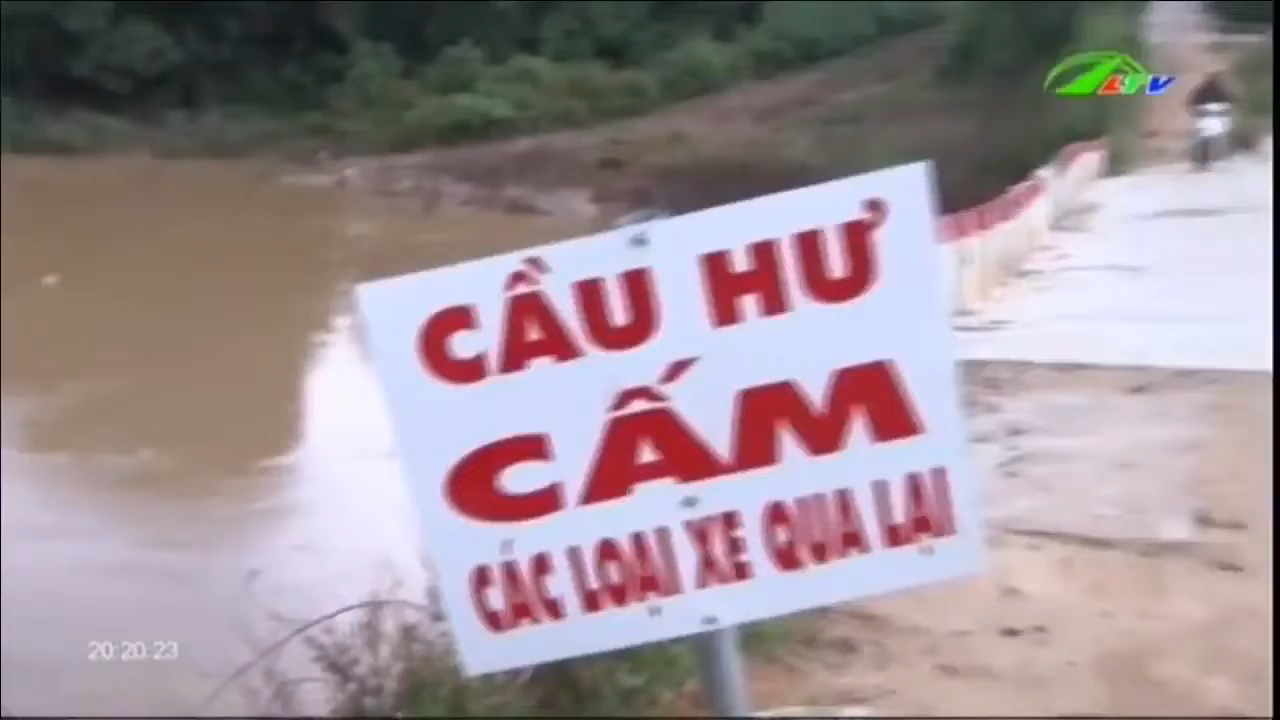 LTV
CẦU HƯ
CẤM
CÁC LOẠI XE QUA LẠI
20:20:23